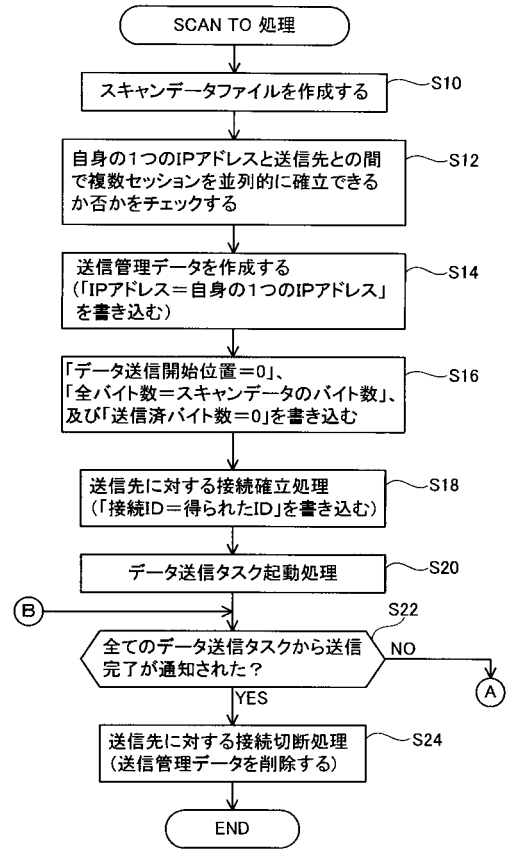 SCAN TO 処理
スキャンデータファイルを作成する
S10
自身の1つのIPアドレスと送信先との間
で複数セッションを並列的に確立できる
か否かをチェックする
S12
送信管理データを作成する
(「IPアドレス=自身の1つのIPアドレス」
を書き込む)
S14
「データ送信開始位置=0」、
「全バイト数=スキャンデータのバイト数」、
及び「送信済バイト数=0」を書き込む
S16
送信先に対する接続確立処理
(「接続ID=得られたID」を書き込む)
S18
データ送信タスク起動処理
S20
B
S22
全てのデータ送信タスクから送信
完了が通知された?
NO
A
YES
送信先に対する接続切断処理
(送信管理データを削除する)
S24
END